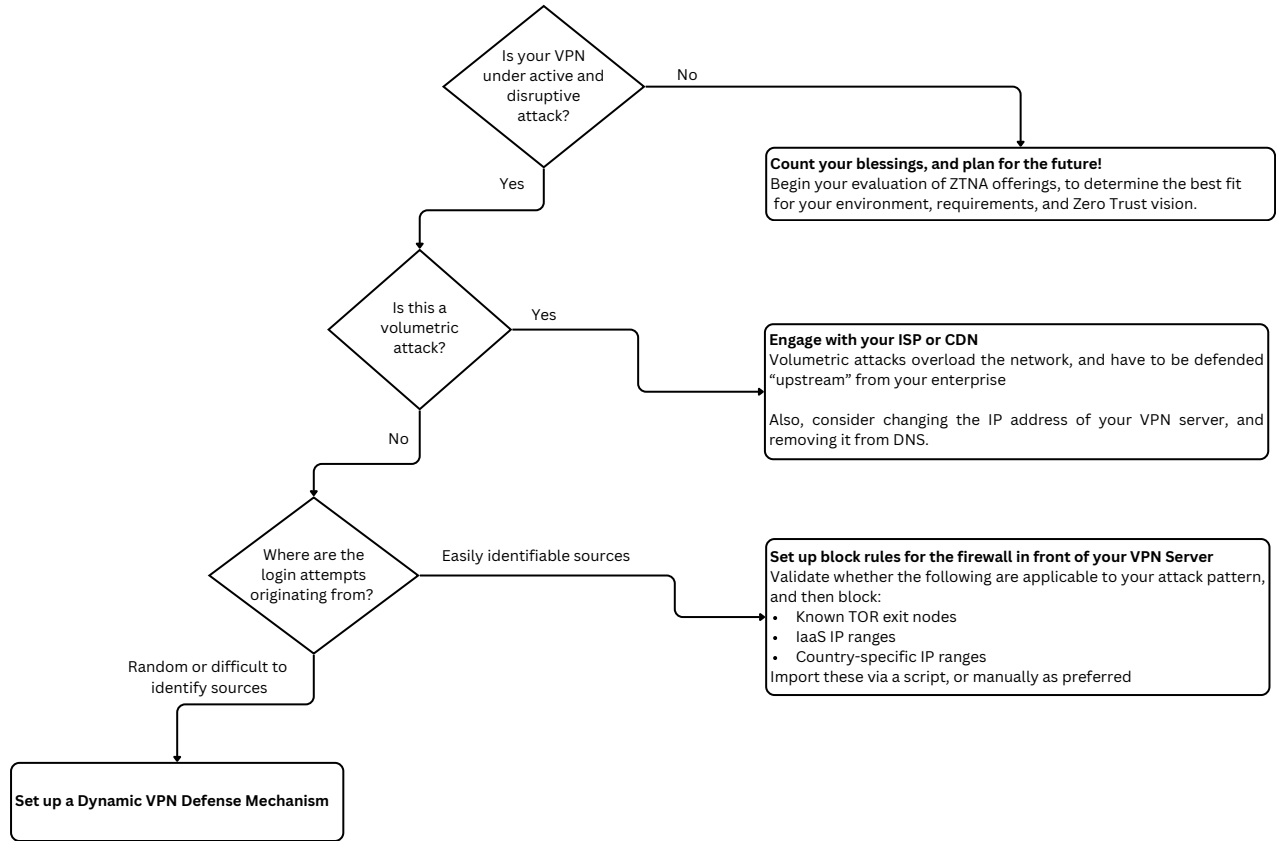 Is your VPN
under active and
disruptive
attack?
No
Count your blessings, and plan for the future!
Begin your evaluation of ZTNA offerings, to determine the best fit
for your environment, requirements, and Zero Trust vision.
Yes
Is this a
volumetric
attack?
Yes
Engage with your ISP or CDN
Volumetric attacks overload the network, and have to be defended
“upstream” from your enterprise
Also, consider changing the IP address of your VPN server, and
removing it from DNS.
No
Where are the
login attempts
originating from?
Easily identifiable sources
Set up block rules for the firewall in front of your VPN Server
Validate whether the following are applicable to your attack pattern,
and then block:
• Known TOR exit nodes
• IaaS IP ranges
• Country-specific IP ranges
Import these via a script, or manually as preferred
Random or difficult to
identify sources
Set up a Dynamic VPN Defense Mechanism